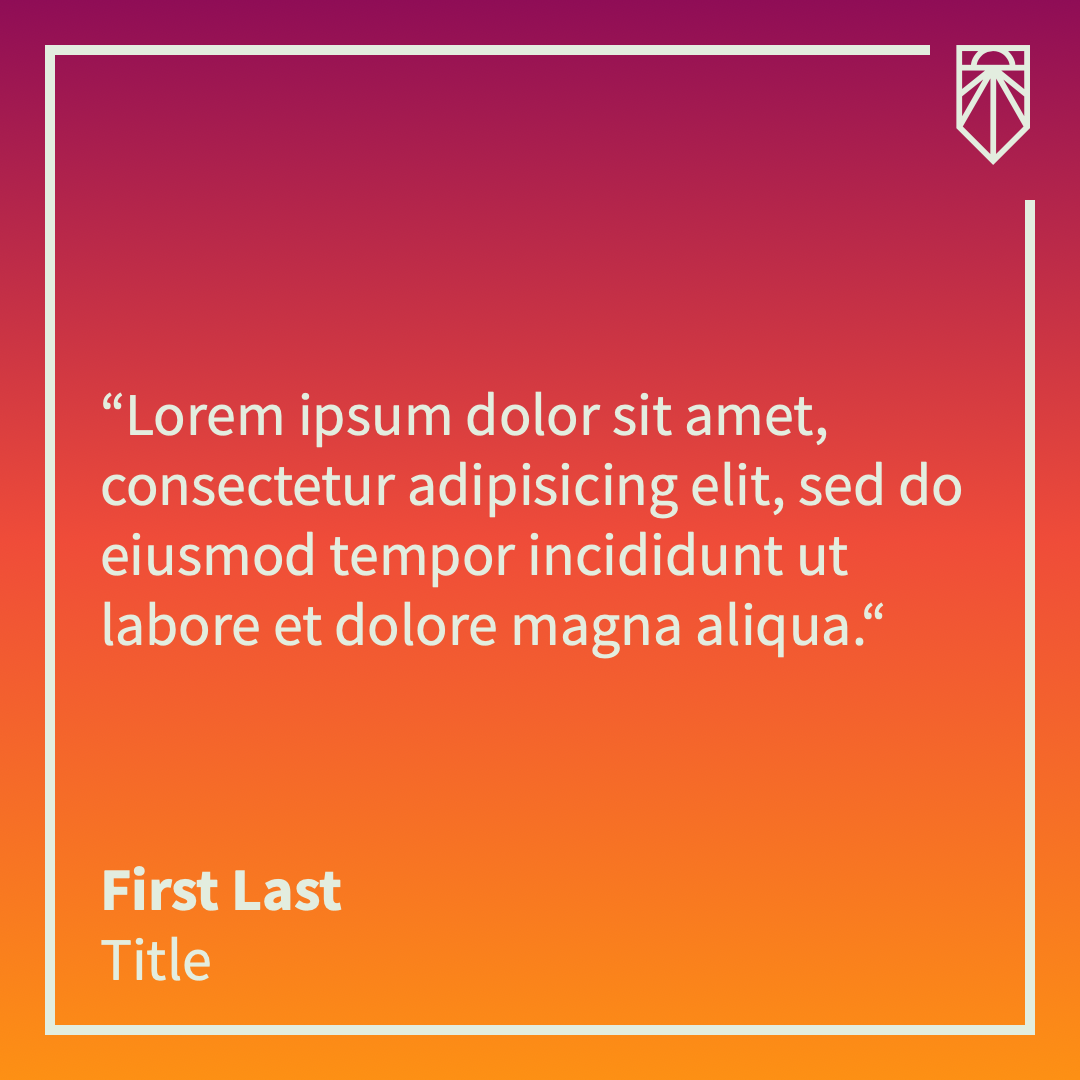 “Lorem ipsum dolor sit amet,
consectetur adipisicing elit, sed do
eiusmod tempor incididunt ut
labore et dolore magna aliqua.“
First Last
Title